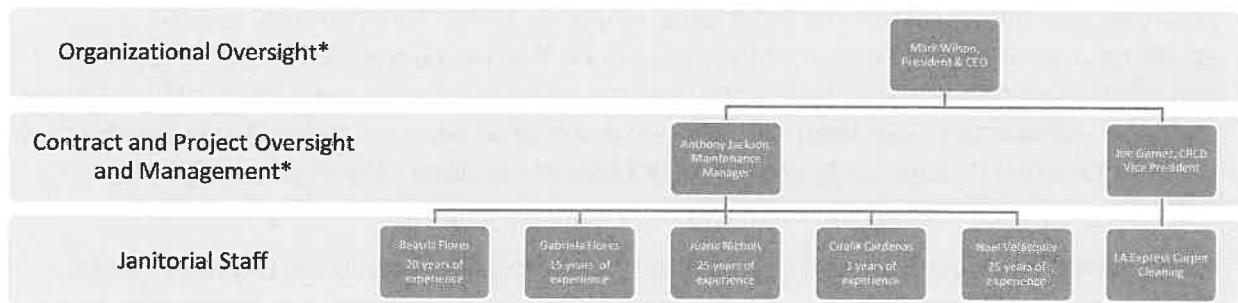 Organizational Oversight*
Mark Wilson,
President & CEO
Contract and Project Oversight
and Management*
Anthony Jackson
Maintenance
Manager
Joe Gamez, CRCD
Vice President
Janitorial Staff
Beatriz Flores
20 years of
experience
Gabriela Flores
15 years of
experience
Juana Nichols
25 years of
experience
Cardenas
3 years of
experience
Velasquez
25 years of
experience
LA Express Carpet
Cleaning